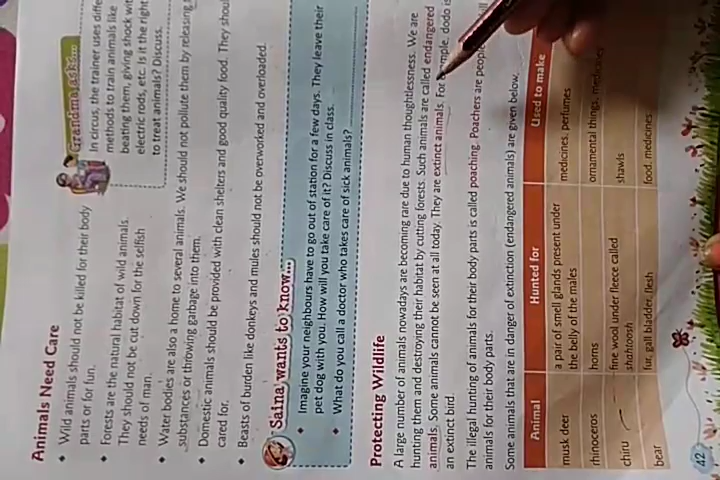 Animals Need Care
Wild animals should not be killed for their body
parts or for fun.
Forests are the natural habitat of wild animals.
They should not be cut down for the selfish
needs of man.
Grandma asks...
In circus, the trainer uses
methods to train animals like
beating them, giving shock
electric rods, etc. Is it the right
to treat animals? Discuss.
Water bodies are also a home to several animals. We should not pollute them by releasing
substances or throwing garbage into them.
Domestic animals should be provided with clean shelters and good quality food. They
cared for.
Beasts of burden like donkeys and mules should not be overworked and overloaded.
Saina wants to know...
Imagine your neighbours have to go out of station for a few days. They leave their
pet dog with you. How will you take care of it? Discuss in class.
What do you call a doctor who takes care of sick animals?
Protecting Wildlife
A large number of animals nowadays are becoming rare due to human thoughtlessness. We are
hunting them and destroying their habitat by cutting forests. Such animals are called endangered
animals. Some animals cannot be seen at all today. They are extinct animals. For dodo is
an extinct bird.
The illegal hunting of animals for their body parts is called poaching. Poachers are people
animals for their body parts.
Some animals that are in danger of extinction (endangered animals) are given below.
Animal Hunted for Used to make
musk deer a pair of smell glands present under medicines, perfumes
the belly of the males
rhinoceros horns ornamental things, medicines
chiru fine wool under fleece called shawls
shahtoosh
bear fur, gall bladder, flesh food, medicines
42